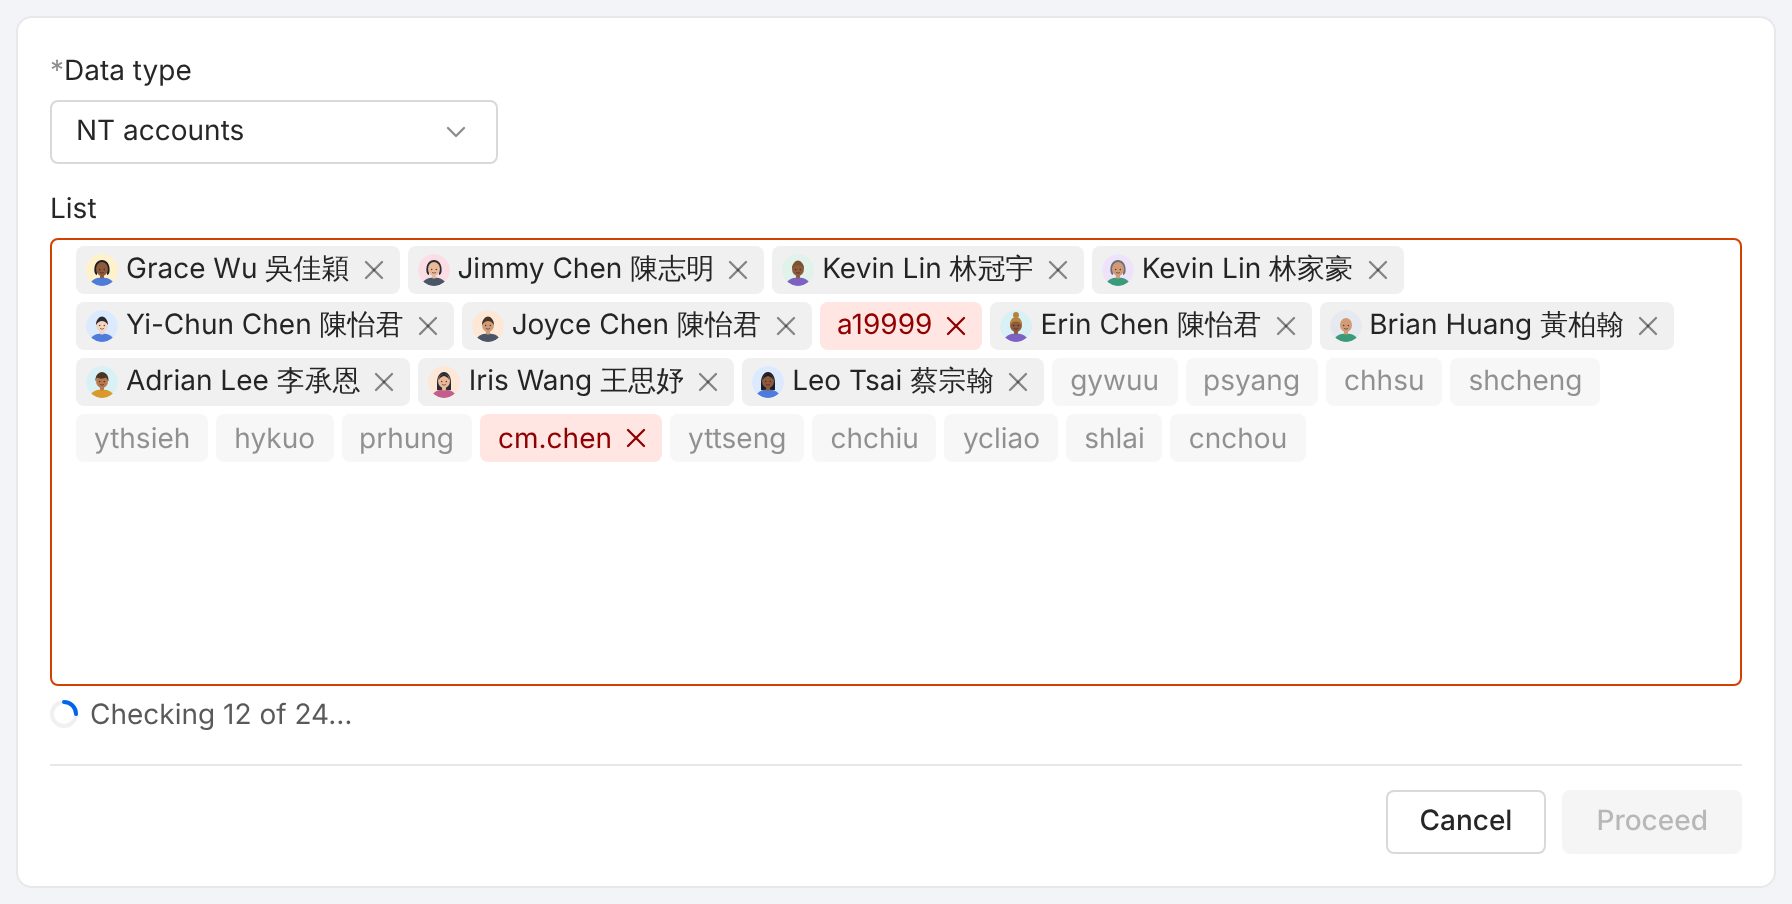 *Data type
NT accounts
List
Grace Wu 吳佳穎 Jimmy Chen 陳志明 Kevin Lin 林冠宇 Kevin Lin 林家豪
Yi-Chun Chen 陳怡君 Joyce Chen 陳怡君 a19999 Erin Chen 陳怡君 Brian Huang 黃柏翰
Adrian Lee 李承恩 Iris Wang 王思妤 Leo Tsai 蔡宗翰 gywuu psyang chhsu shcheng
ythsieh hykuo prhung cm.chen yttseng chchiu ycliao shlai cnchou
Checking 12 of 24...
Cancel Proceed